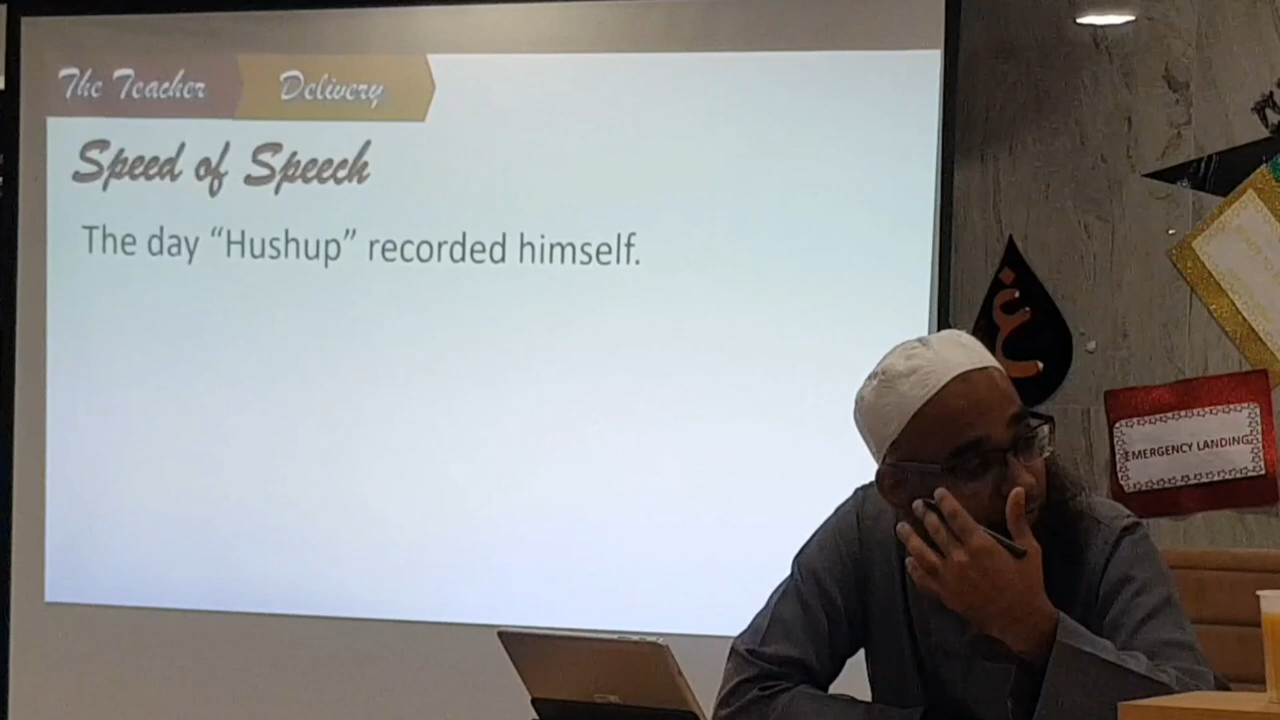 The Teacher
Delivery
Speed of Speech
The day “Hushup” recorded himself.
غ
EMERGENCY LANDING